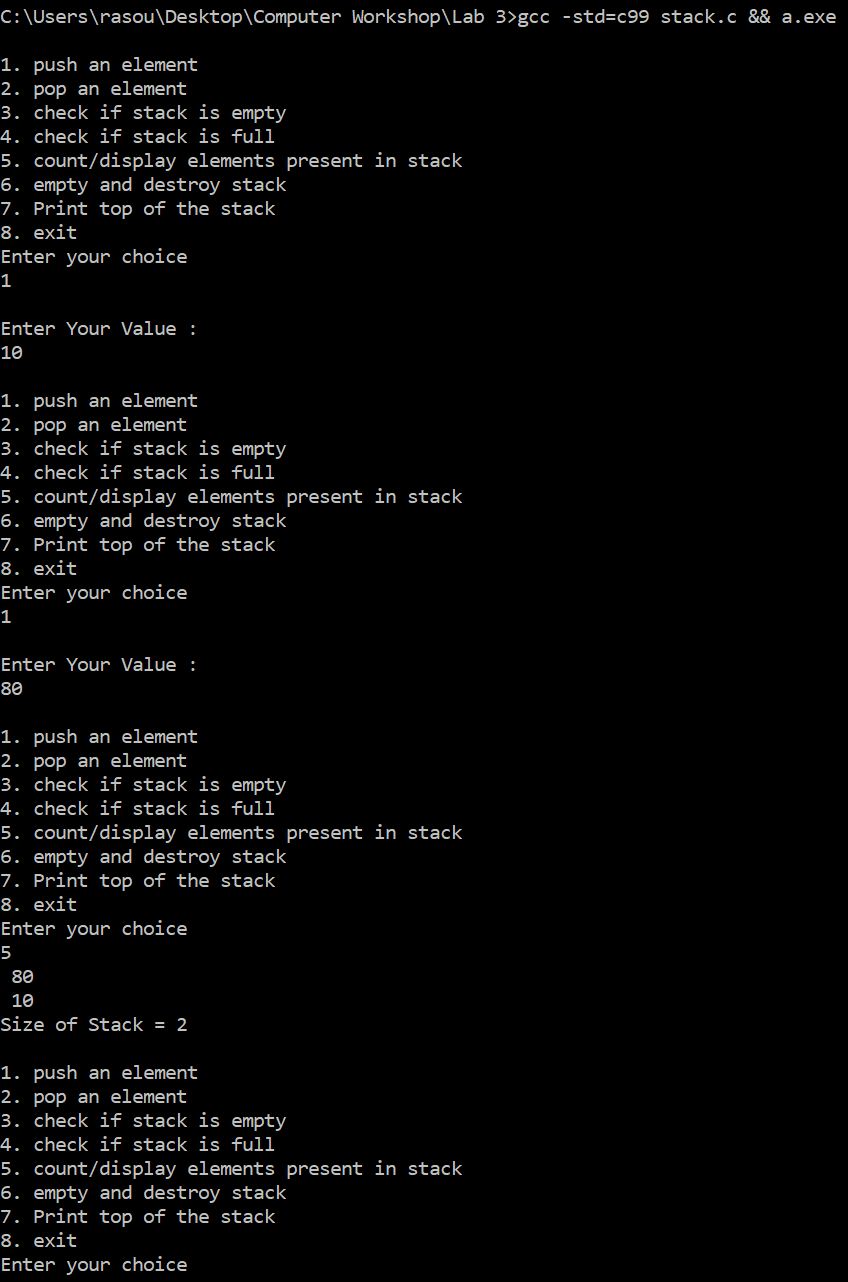 C:\Users\rasou\Desktop\Computer Workshop\Lab 3>gcc -std=c99 stack.c && a.exe
1. push an element
2. pop an element
3. check if stack is empty
4. check if stack is full
5. count/display elements present in stack
6. empty and destroy stack
7. Print top of the stack
8. exit
Enter your choice
1
Enter Your Value :
10
1. push an element
2. pop an element
3. check if stack is empty
4. check if stack is full
5. count/display elements present in stack
6. empty and destroy stack
7. Print top of the stack
8. exit
Enter your choice
1
Enter Your Value :
80
1. push an element
2. pop an element
3. check if stack is empty
4. check if stack is full
5. count/display elements present in stack
6. empty and destroy stack
7. Print top of the stack
8. exit
Enter your choice
5
80
10
Size of Stack = 2
1. push an element
2. pop an element
3. check if stack is empty
4. check if stack is full
5. count/display elements present in stack
6. empty and destroy stack
7. Print top of the stack
8. exit
Enter your choice